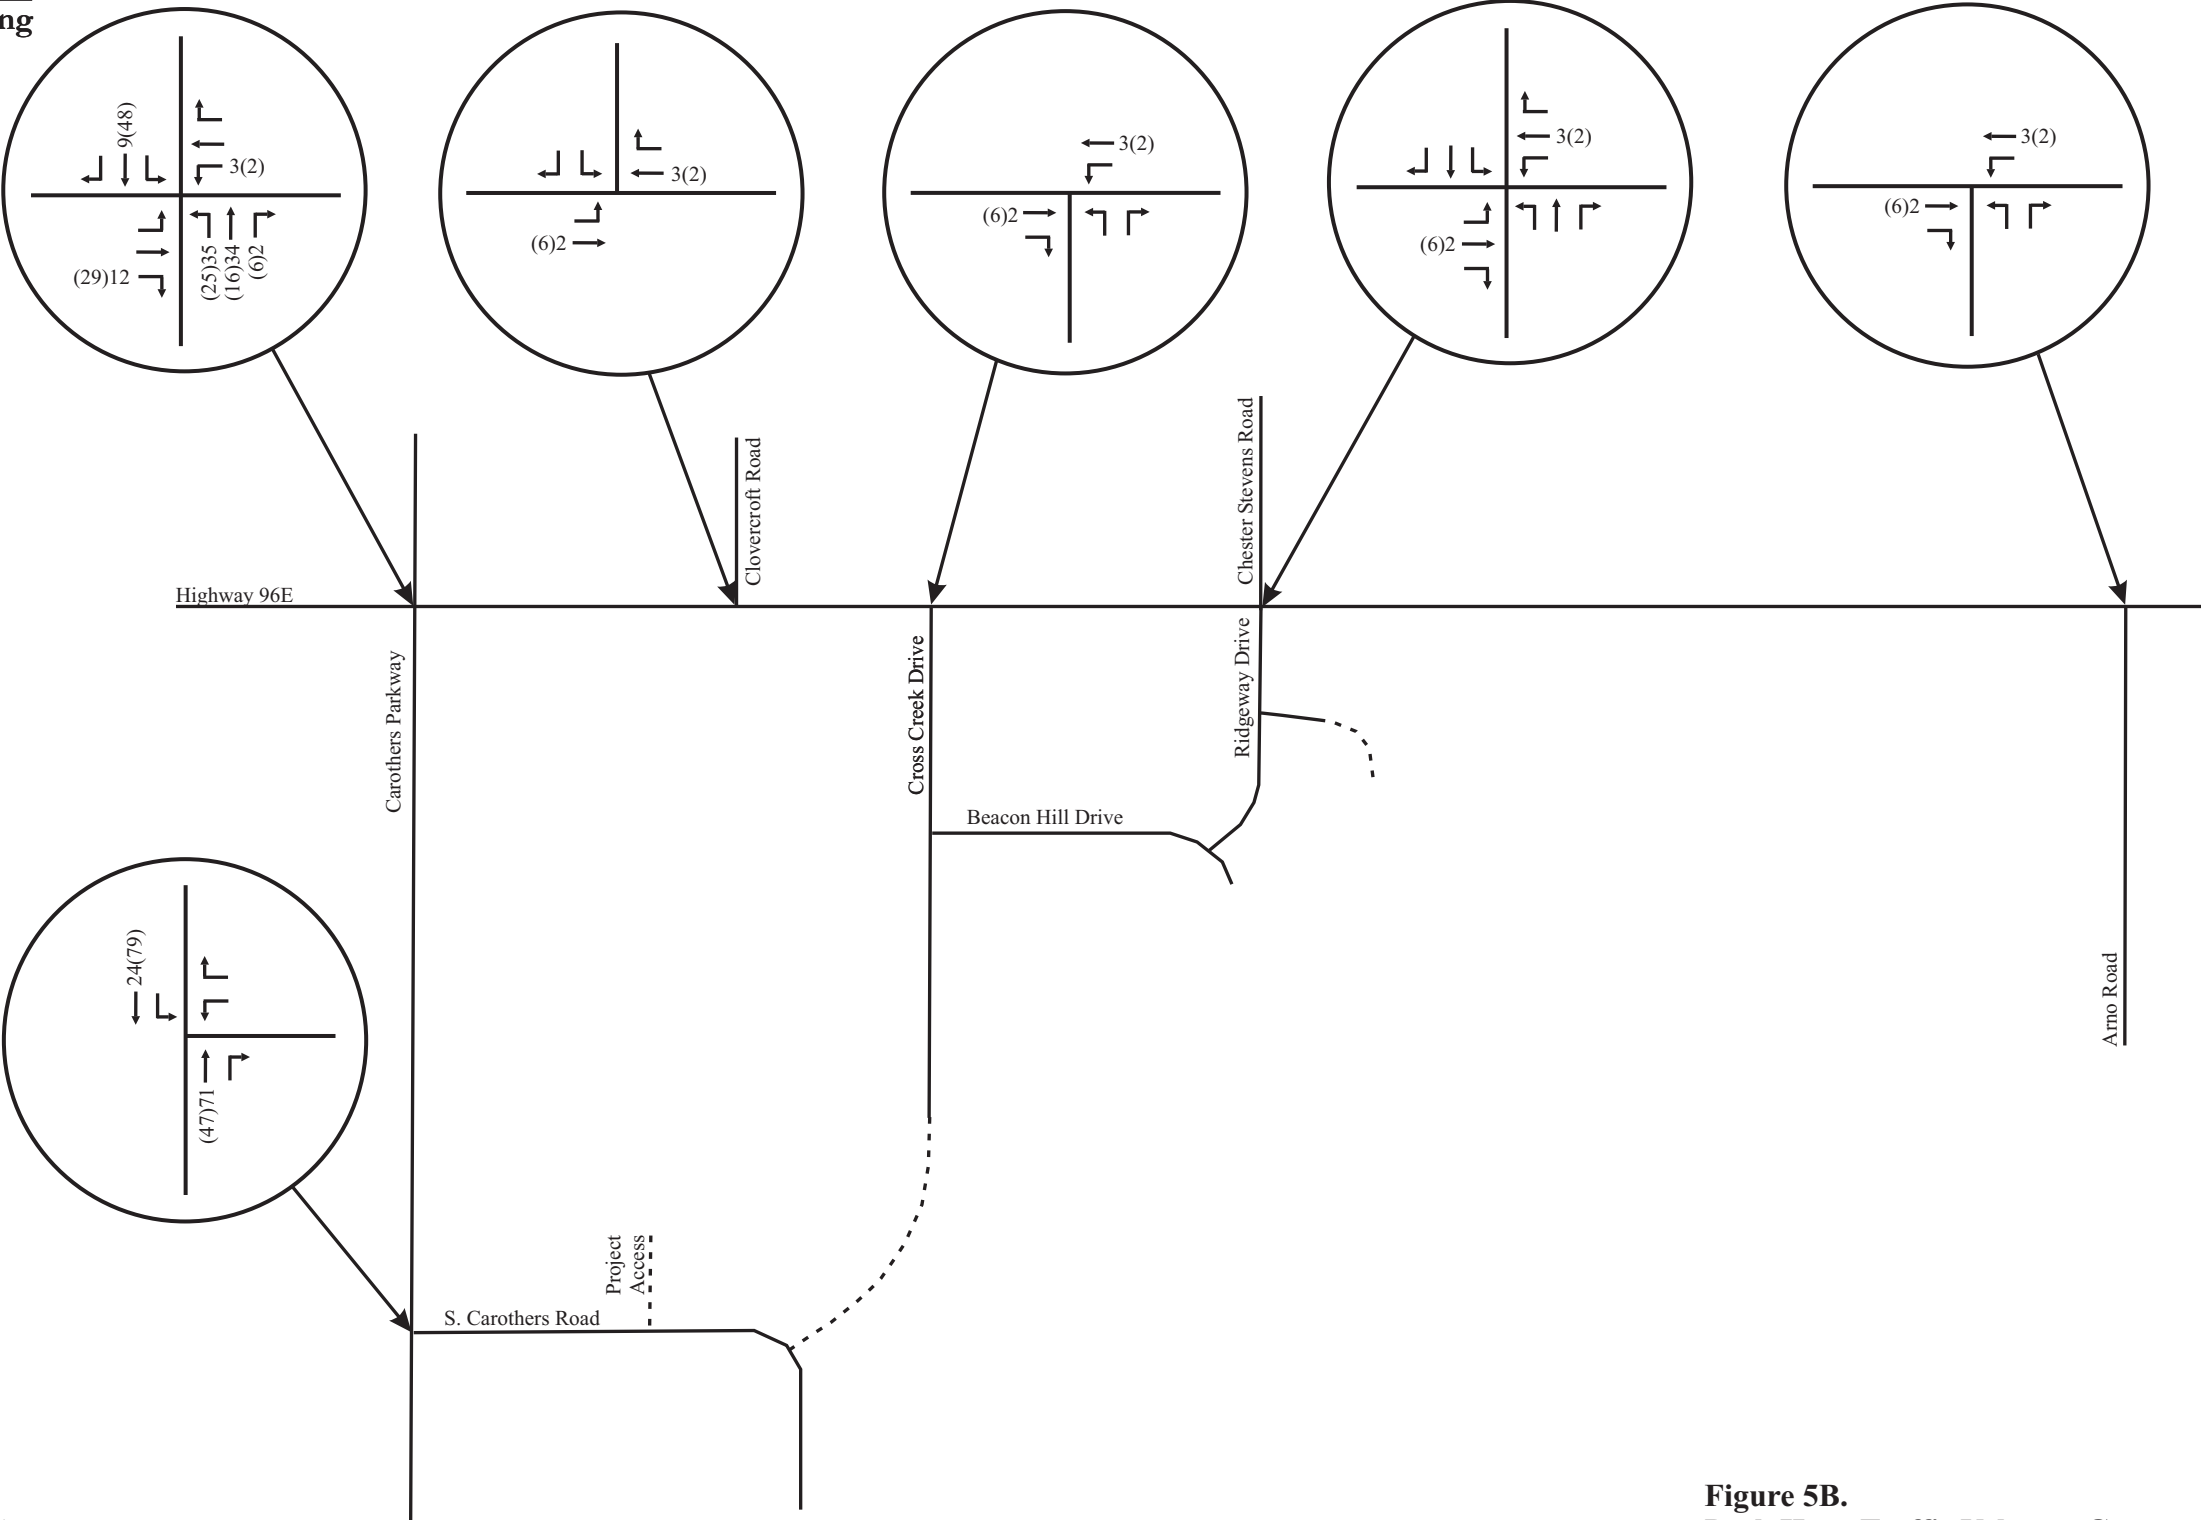 ng
9(48)
3(2)
(29)12
(25)35
(16)34
(6)2
3(2)
(6)2
3(2)
(6)2
3(2)
(6)2
3(2)
(6)2
Clovercroft Road
Chester Stevens Road
Highway 96E
Carothers Parkway
Cross Creek Drive
Ridgeway Drive
Beacon Hill Drive
Arno Road
24(79)
(47)71
Project
Access
S. Carothers Road
Figure 5B.